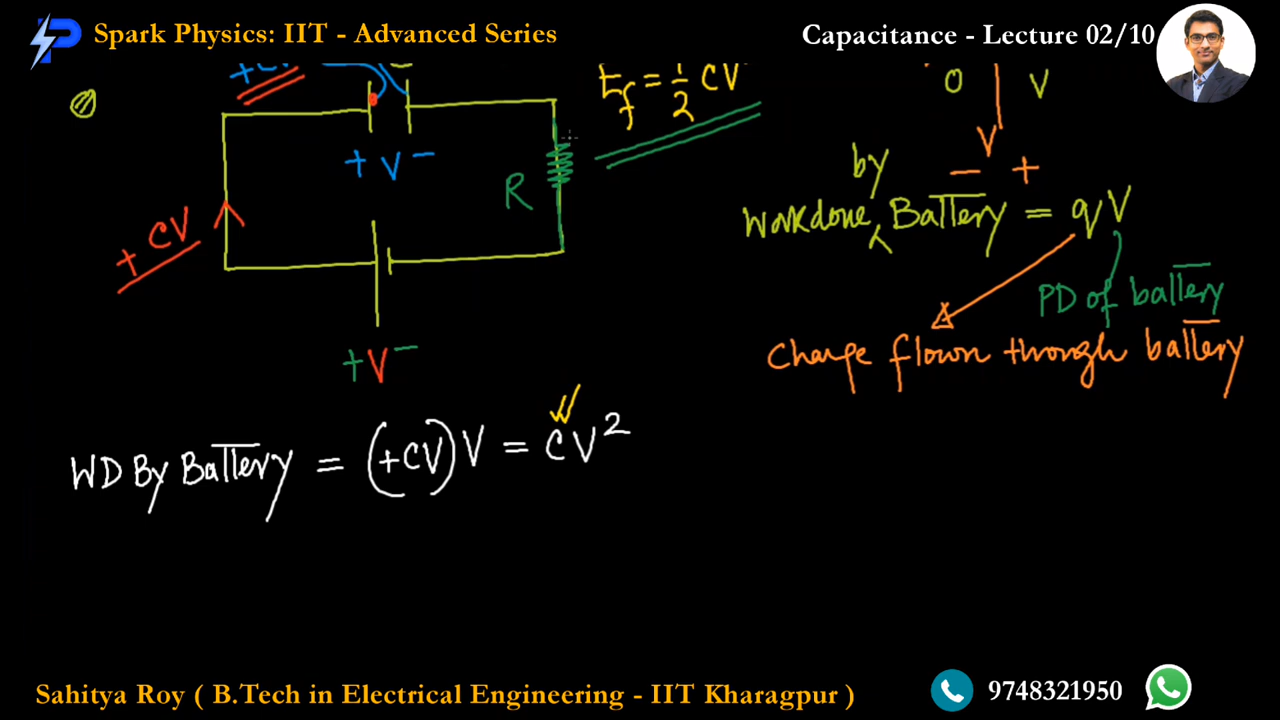 Spark Physics: IIT - Advanced Series
Capacitance - Lecture 02/10
+CV
E_f = 1/2 CV
0 V
V
- +
+ V -
R
+ CV
by
Workdone ^ Battery = qV
PD of battery
Charge flown through battery
+ V -
WD By Battery = (+CV) V = CV²
Sahitya Roy ( B.Tech in Electrical Engineering - IIT Kharagpur )
9748321950